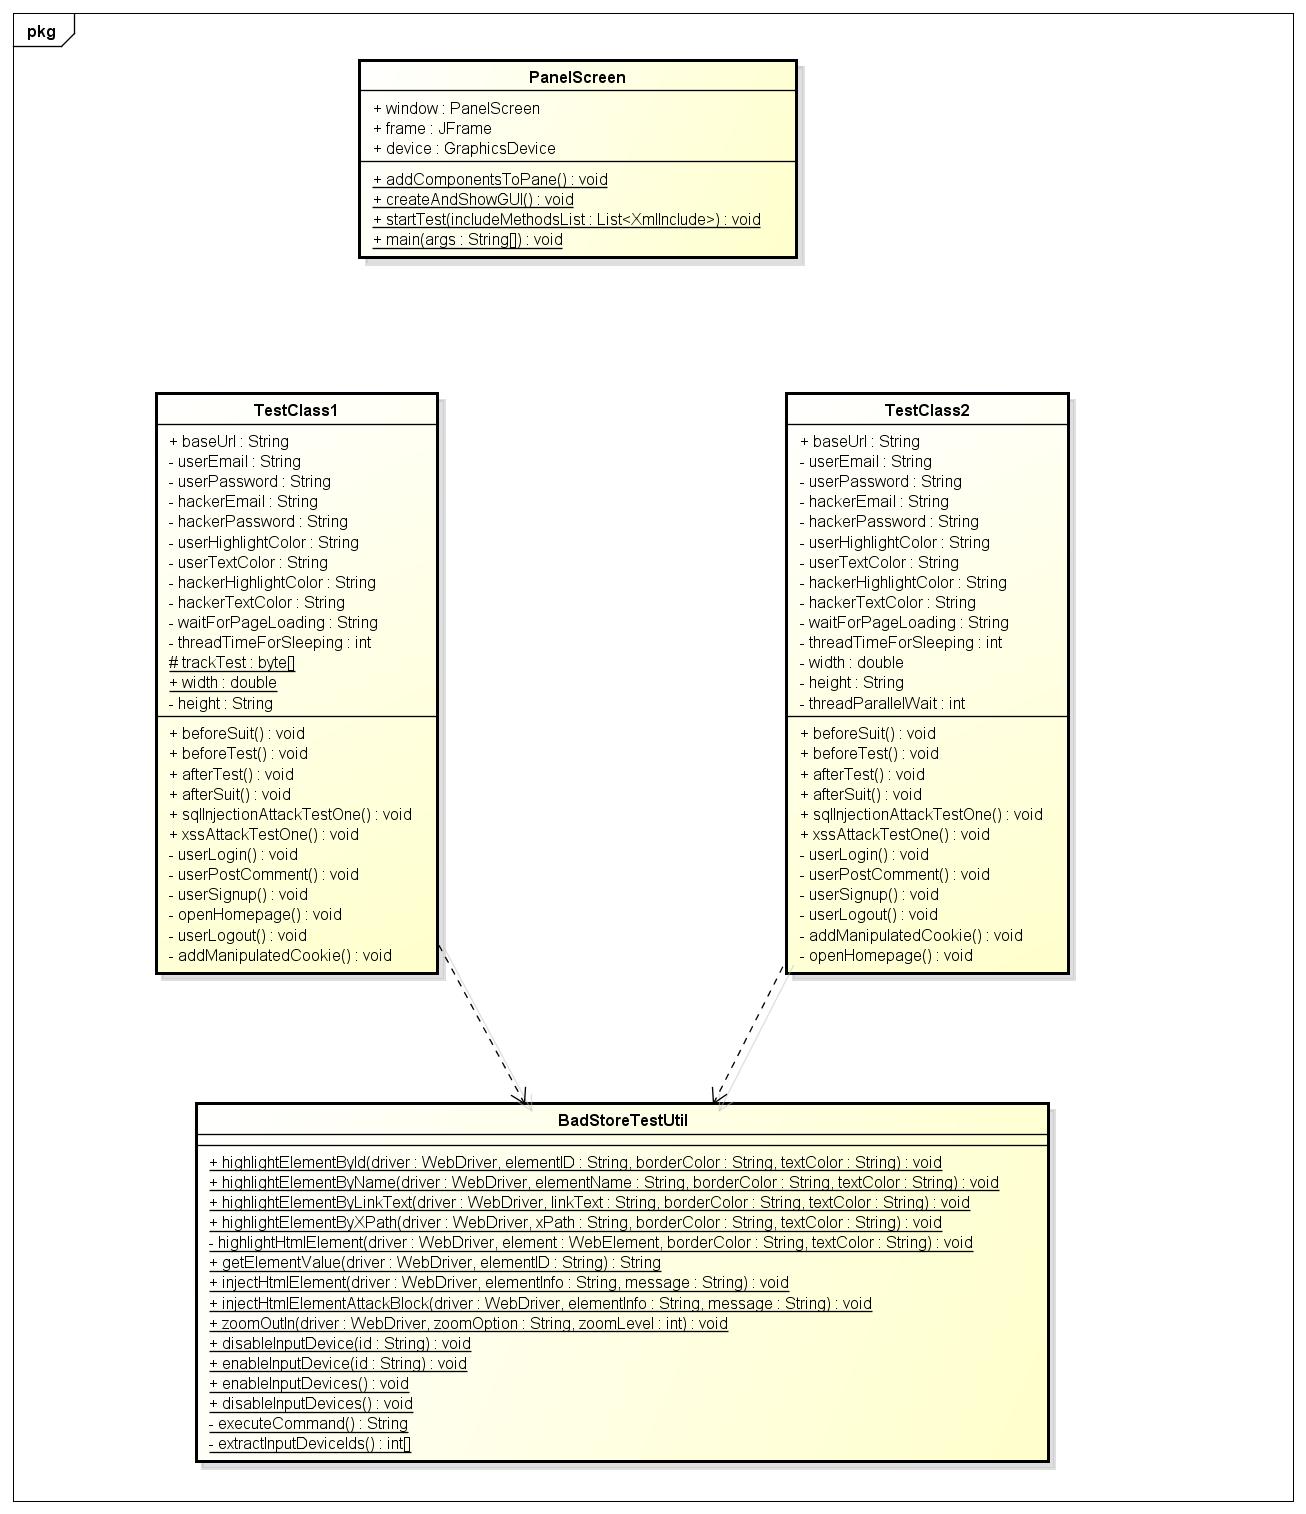 pkg
PanelScreen
+ window : PanelScreen
+ frame : JFrame
+ device : GraphicsDevice
+ addComponentsToPane() : void
+ createAndShowGUI() : void
+ startTest(includeMethodsList : List<XmlInclude>) : void
+ main(args : String[]) : void
TestClass1
+ baseUrl : String
- userEmail : String
- userPassword : String
- hackerEmail : String
- hackerPassword : String
- userHighlightColor : String
- userTextColor : String
- hackerHighlightColor : String
- hackerTextColor : String
- waitForPageLoading : String
- threadTimeForSleeping : int
# trackTest : byte[]
+ width : double
- height : String
+ beforeSuit() : void
+ beforeTest() : void
+ afterTest() : void
+ afterSuit() : void
+ sqlInjectionAttackTestOne() : void
+ xssAttackTestOne() : void
- userLogin() : void
- userPostComment() : void
- userSignup() : void
- openHomepage() : void
- userLogout() : void
- addManipulatedCookie() : void
TestClass2
+ baseUrl : String
- userEmail : String
- userPassword : String
- hackerEmail : String
- hackerPassword : String
- userHighlightColor : String
- userTextColor : String
- hackerHighlightColor : String
- hackerTextColor : String
- waitForPageLoading : String
- threadTimeForSleeping : int
- width : double
- height : String
- threadParallelWait : int
+ beforeSuit() : void
+ beforeTest() : void
+ afterTest() : void
+ afterSuit() : void
+ sqlInjectionAttackTestOne() : void
+ xssAttackTestOne() : void
- userLogin() : void
- userPostComment() : void
- userSignup() : void
- userLogout() : void
- addManipulatedCookie() : void
- openHomepage() : void
BadStoreTestUtil
+ highlightElementById(driver : WebDriver, elementID : String, borderColor : String, textColor : String) : void
+ highlightElementByName(driver : WebDriver, elementName : String, borderColor : String, textColor : String) : void
+ highlightElementByLinkText(driver : WebDriver, linkText : String, borderColor : String, textColor : String) : void
+ highlightElementByXPath(driver : WebDriver, xPath : String, borderColor : String, textColor : String) : void
- highlightHtmlElement(driver : WebDriver, element : WebElement, borderColor : String, textColor : String) : void
+ getElementValue(driver : WebDriver, elementID : String) : String
+ injectHtmlElement(driver : WebDriver, elementInfo : String, message : String) : void
+ injectHtmlElementAttackBlock(driver : WebDriver, elementInfo : String, message : String) : void
+ zoomOutIn(driver : WebDriver, zoomOption : String, zoomLevel : int) : void
+ disableInputDevice(id : String) : void
+ enableInputDevice(id : String) : void
+ enableInputDevices() : void
+ disableInputDevices() : void
- executeCommand() : String
- extractInputDeviceIds() : int[]